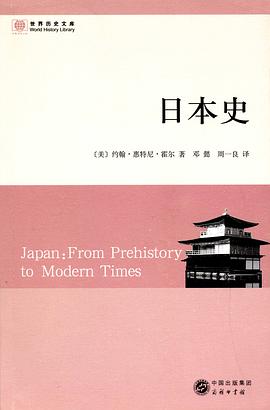 世界历史文库
World History Library
日本史
〔美〕约翰·惠特尼·霍尔 著 邓懿 周一良 译
Japan: From Prehistory
to Modern Times
中国出版集团
商务印书馆